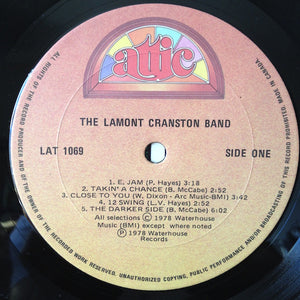 attic
THE LAMONT CRANSTON BAND
LAT 1069
SIDE ONE
1. E. JAM (P. Hayes) 3:18
2. TAKIN' A CHANCE (B. McCabe) 2:52
3. CLOSE TO YOU (W. Dixon - Arc Music-BMI) 3:40
4. 12 SWING (L.V. Hayes) 2:52
5. THE DARKER SIDE (B. McCabe) 6:02
All selections © 1978 Waterhouse
Music (BMI) except where noted
℗ 1978 Waterhouse
Records
ALL RIGHTS OF THE RECORD PRODUCER AND OF THE OWNER OF THE WORK REPRODUCED RESERVED. UNAUTHORIZED COPYING, PUBLIC PERFORMANCE AND/OR BROADCASTING OF THIS RECORD PROHIBITED. MADE IN CANADA.